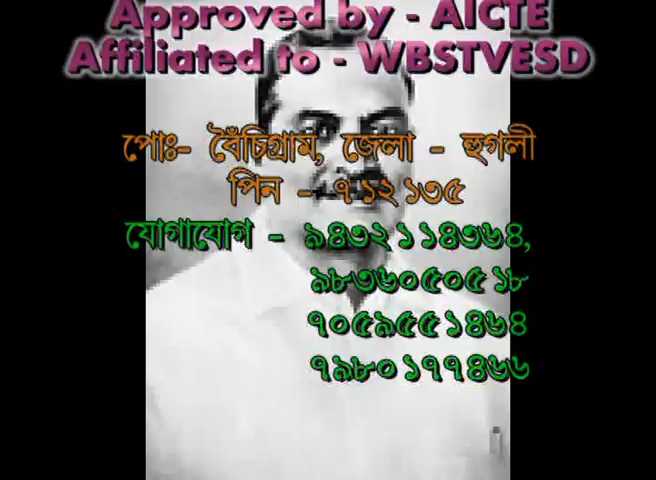 Approved by - AICTE
Affiliated to - WBSTVESD
পোঃ- বৈঁচিগ্রাম, জেলা - হুগলী
পিন - ৭১২১৩৫
যোগাযোগ - ৯৪৩২১১৪৩৬৪,
৯৮৩৬০৫০৫১৮
৭০৫৯৫৫১৪৬৪
৭৯৮০১৭৭৪৬৬